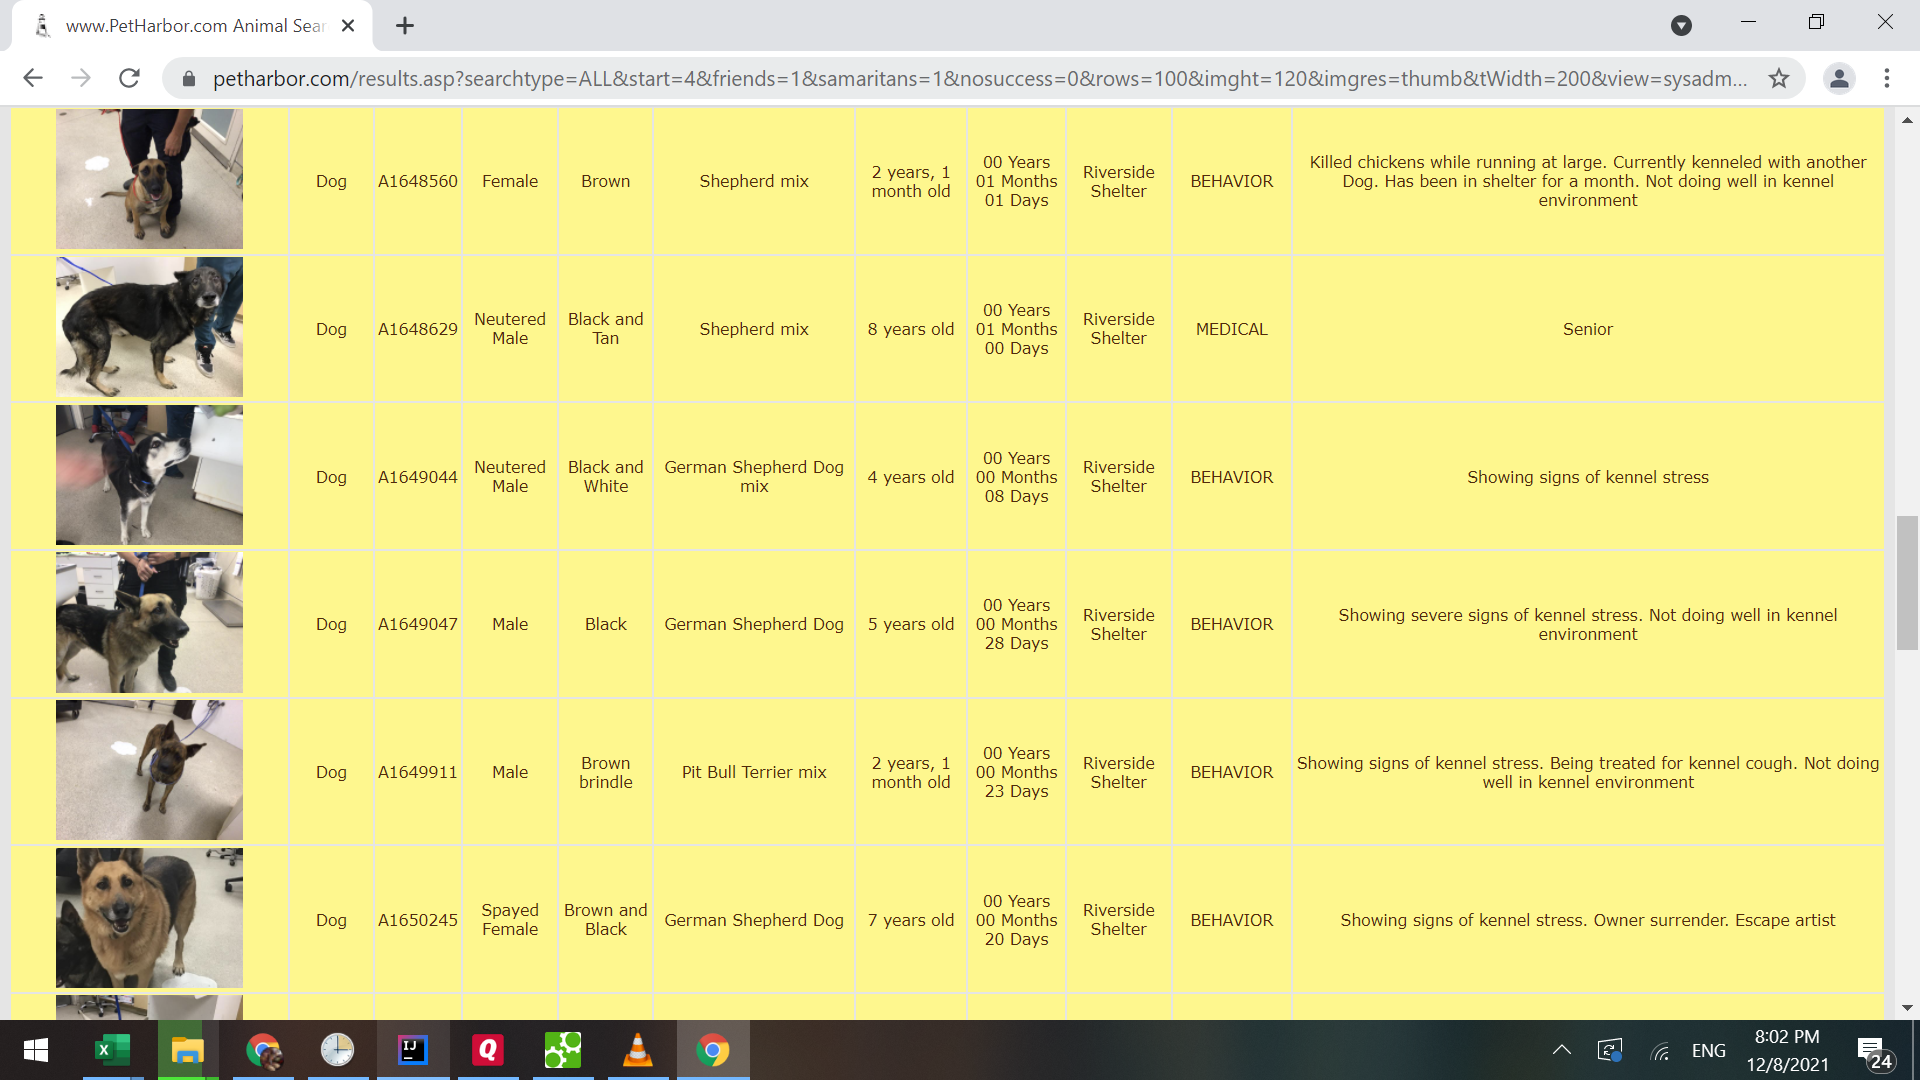 www.PetHarbor.com Animal Sear
petharbor.com/results.asp?searchtype=ALL&start=4&friends=1&samaritans=1&nosuccess=0&rows=100&imght=120&imgres=thumb&tWidth=200&view=sysadm...
Dog
A1648560
Female
Brown
Shepherd mix
2 years, 1
month old
00 Years
01 Months
01 Days
Riverside
Shelter
BEHAVIOR
Killed chickens while running at large. Currently kenneled with another
Dog. Has been in shelter for a month. Not doing well in kennel
environment
Dog
A1648629
Neutered
Male
Black and
Tan
Shepherd mix
8 years old
00 Years
01 Months
00 Days
Riverside
Shelter
MEDICAL
Senior
Dog
A1649044
Neutered
Male
Black and
White
German Shepherd Dog
mix
4 years old
00 Years
00 Months
08 Days
Riverside
Shelter
BEHAVIOR
Showing signs of kennel stress
Dog
A1649047
Male
Black
German Shepherd Dog
5 years old
00 Years
00 Months
28 Days
Riverside
Shelter
BEHAVIOR
Showing severe signs of kennel stress. Not doing well in kennel
environment
Dog
A1649911
Male
Brown
brindle
Pit Bull Terrier mix
2 years, 1
month old
00 Years
00 Months
23 Days
Riverside
Shelter
BEHAVIOR
Showing signs of kennel stress. Being treated for kennel cough. Not doing
well in kennel environment
Dog
A1650245
Spayed
Female
Brown and
Black
German Shepherd Dog
7 years old
00 Years
00 Months
20 Days
Riverside
Shelter
BEHAVIOR
Showing signs of kennel stress. Owner surrender. Escape artist
X
IJ
Q
ENG
8:02 PM
12/8/2021
24